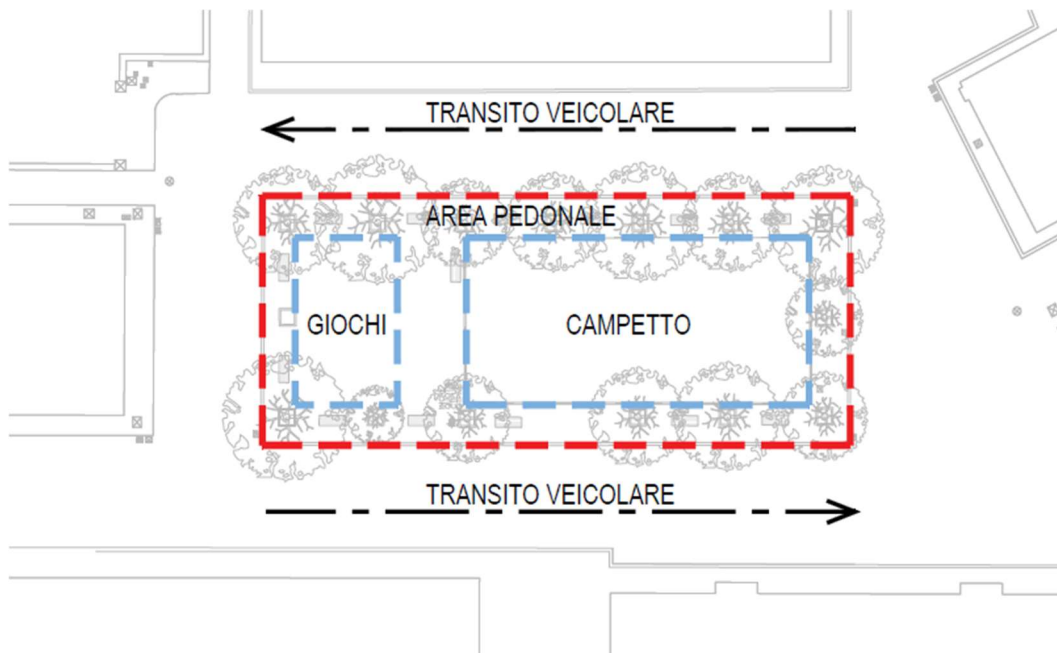 TRANSITO VEICOLARE
AREA PEDONALE
GIOCHI
CAMPETTO
TRANSITO VEICOLARE